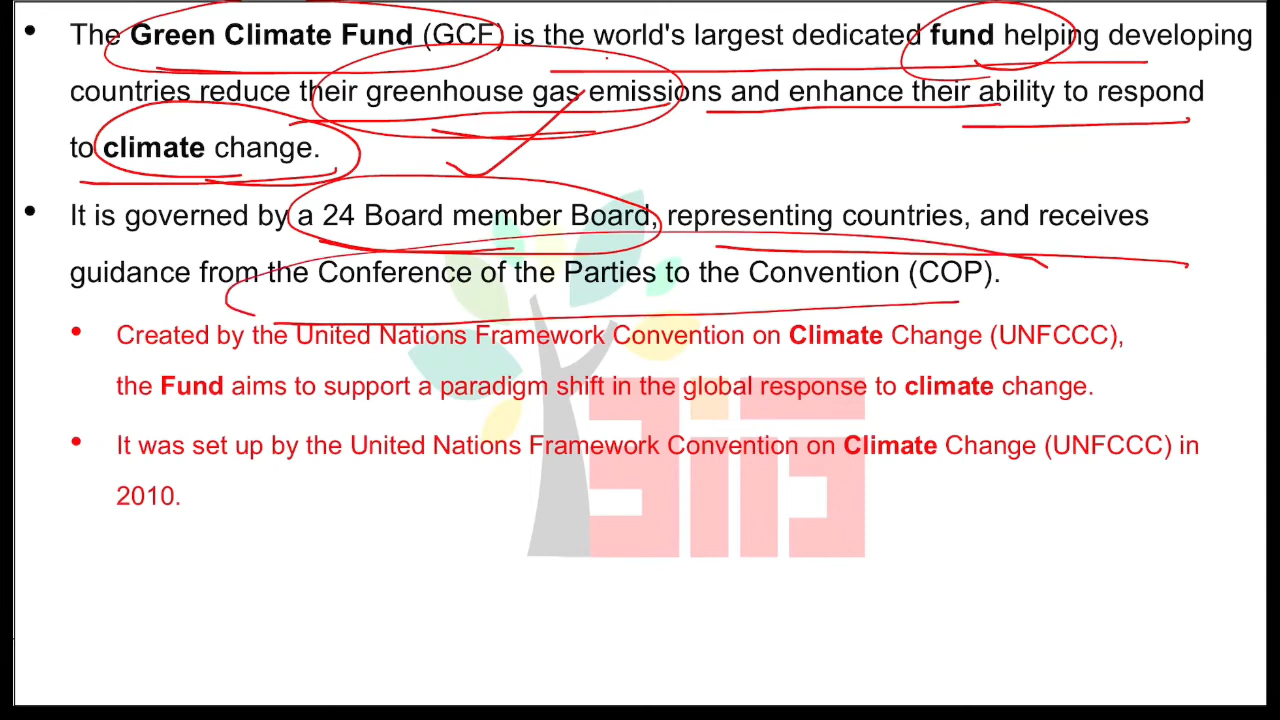 • The Green Climate Fund (GCF) is the world's largest dedicated fund helping developing
countries reduce their greenhouse gas emissions and enhance their ability to respond
to climate change.
• It is governed by a 24 Board member Board, representing countries, and receives
guidance from the Conference of the Parties to the Convention (COP).
• Created by the United Nations Framework Convention on Climate Change (UNFCCC),
the Fund aims to support a paradigm shift in the global response to climate change.
• It was set up by the United Nations Framework Convention on Climate Change (UNFCCC) in
2010.